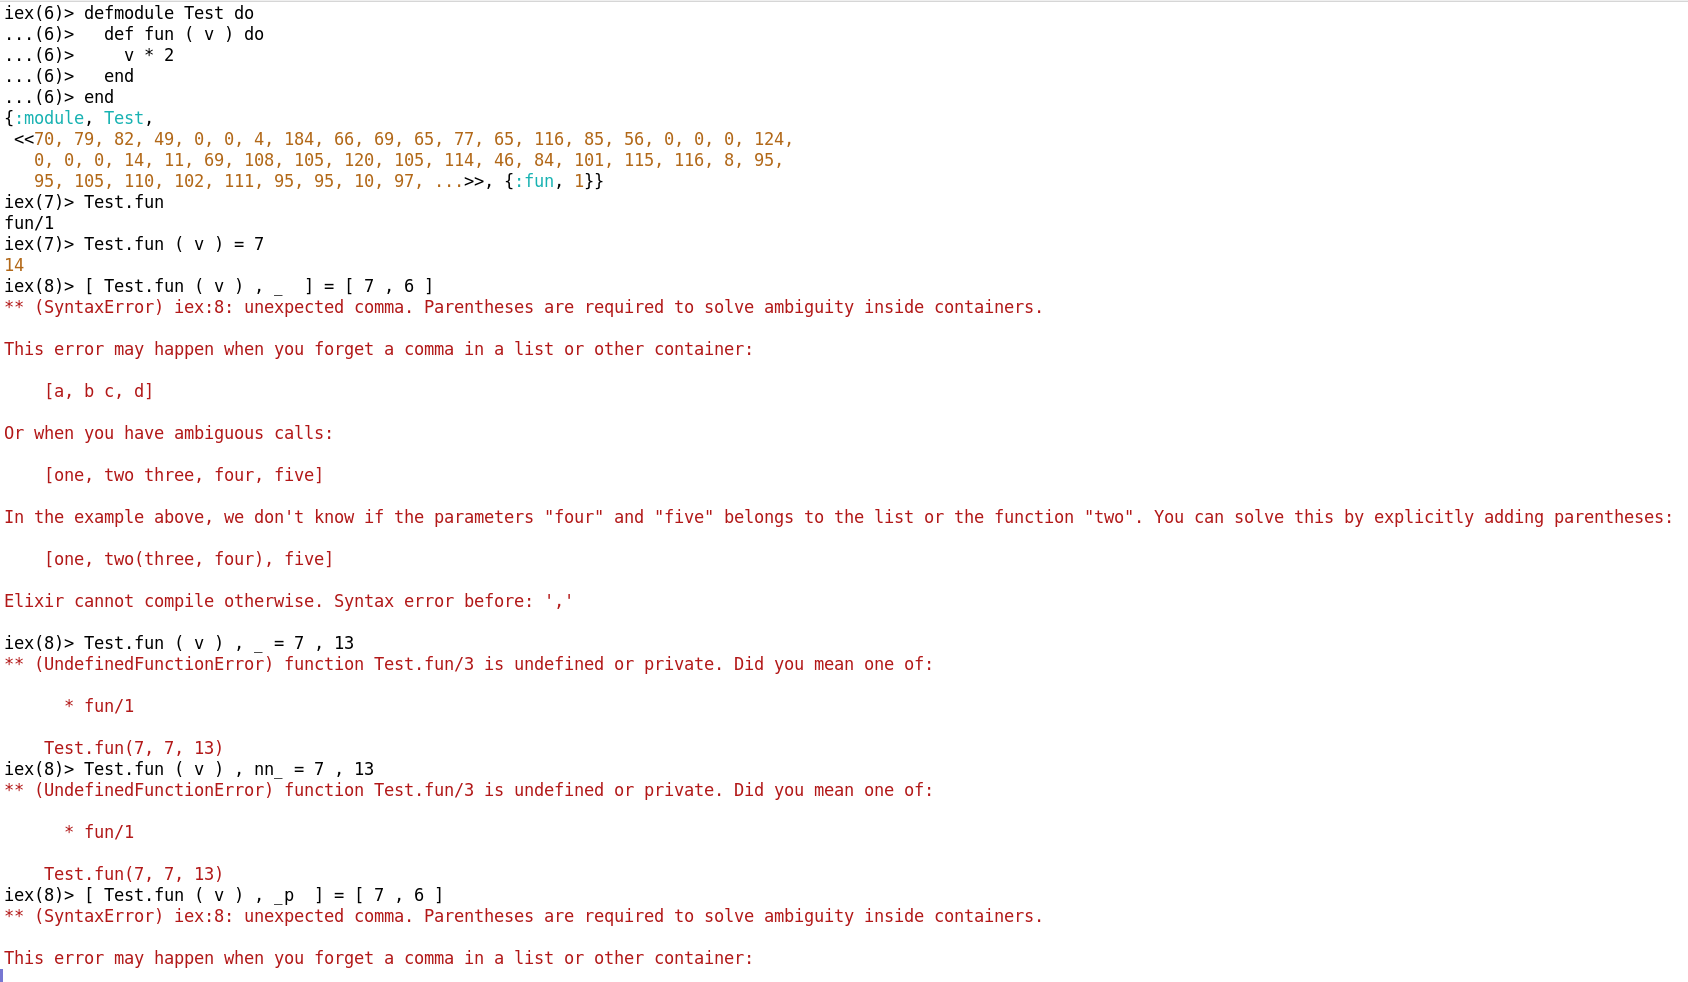 iex(6)> defmodule Test do
...(6)>   def fun ( v ) do
...(6)>     v * 2
...(6)>   end
...(6)> end
{:module, Test,
 <<70, 79, 82, 49, 0, 0, 4, 184, 66, 69, 65, 77, 65, 116, 85, 56, 0, 0, 0, 124,
   0, 0, 0, 14, 11, 69, 108, 105, 120, 105, 114, 46, 84, 101, 115, 116, 8, 95,
   95, 105, 110, 102, 111, 95, 95, 10, 97, ...>>, {:fun, 1}}
iex(7)> Test.fun
fun/1
iex(7)> Test.fun ( v ) = 7
14
iex(8)> [ Test.fun ( v ) , _  ] = [ 7 , 6 ]
** (SyntaxError) iex:8: unexpected comma. Parentheses are required to solve ambiguity inside containers.

This error may happen when you forget a comma in a list or other container:

    [a, b c, d]

Or when you have ambiguous calls:

    [one, two three, four, five]

In the example above, we don't know if the parameters "four" and "five" belongs to the list or the function "two". You can solve this by explicitly adding parentheses:

    [one, two(three, four), five]

Elixir cannot compile otherwise. Syntax error before: ','

iex(8)> Test.fun ( v ) , _ = 7 , 13
** (UndefinedFunctionError) function Test.fun/3 is undefined or private. Did you mean one of:

      * fun/1

    Test.fun(7, 7, 13)
iex(8)> Test.fun ( v ) , nn_ = 7 , 13
** (UndefinedFunctionError) function Test.fun/3 is undefined or private. Did you mean one of:

      * fun/1

    Test.fun(7, 7, 13)
iex(8)> [ Test.fun ( v ) , _p  ] = [ 7 , 6 ]
** (SyntaxError) iex:8: unexpected comma. Parentheses are required to solve ambiguity inside containers.

This error may happen when you forget a comma in a list or other container: